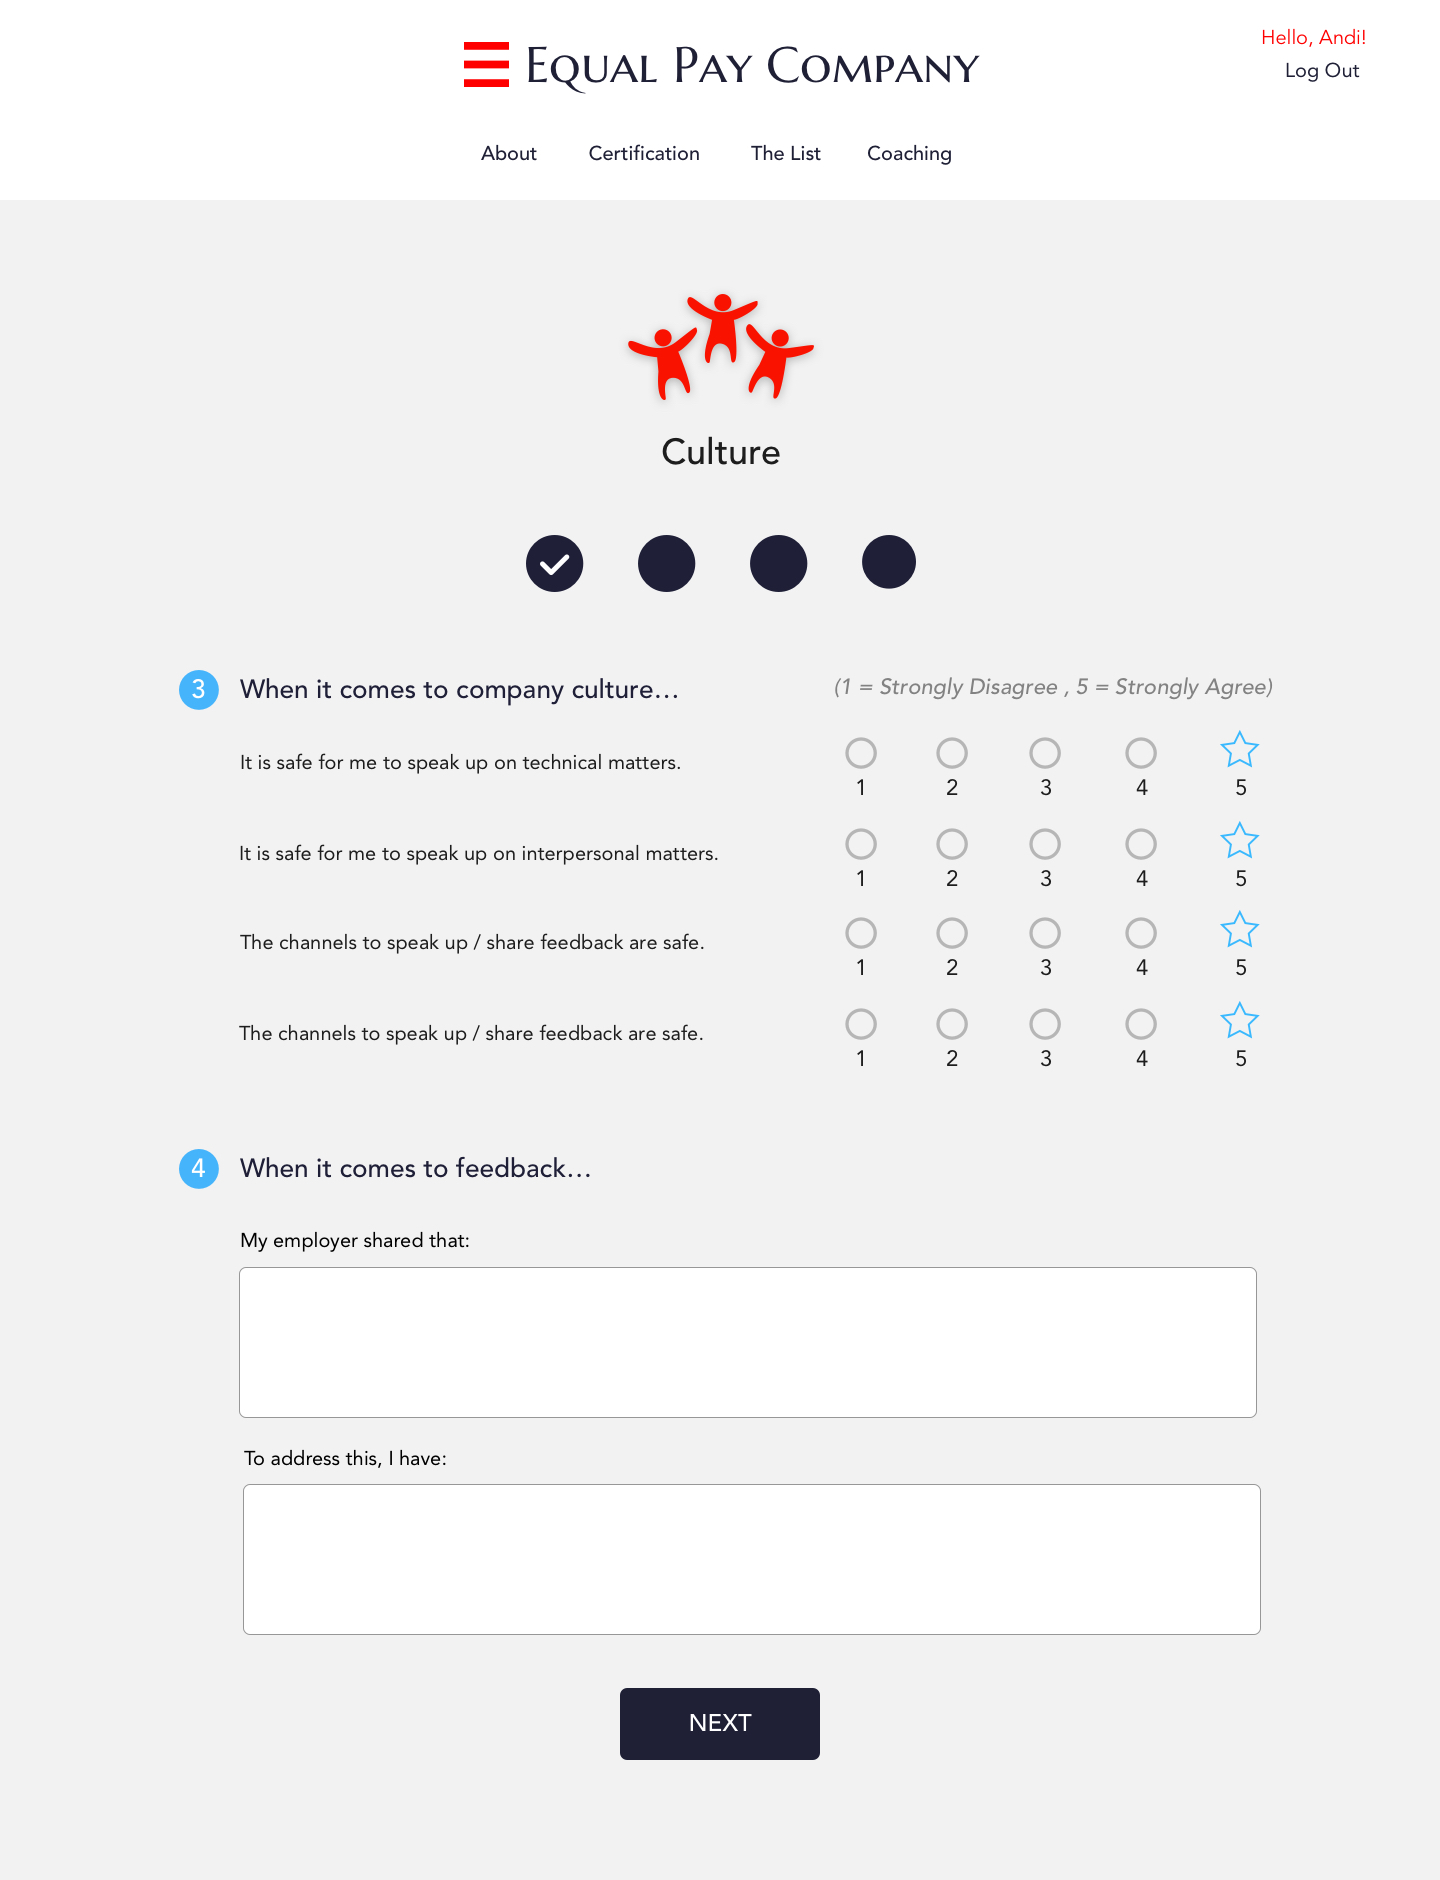 Hello, Andi!
EQUAL PAY COMPANY
Log Out
About Certification The List Coaching
Culture
3 When it comes to company culture... (1 = Strongly Disagree , 5 = Strongly Agree)
It is safe for me to speak up on technical matters.
1 2 3 4 5
It is safe for me to speak up on interpersonal matters.
1 2 3 4 5
The channels to speak up / share feedback are safe.
1 2 3 4 5
The channels to speak up / share feedback are safe.
1 2 3 4 5
4 When it comes to feedback...
My employer shared that:
To address this, I have:
NEXT